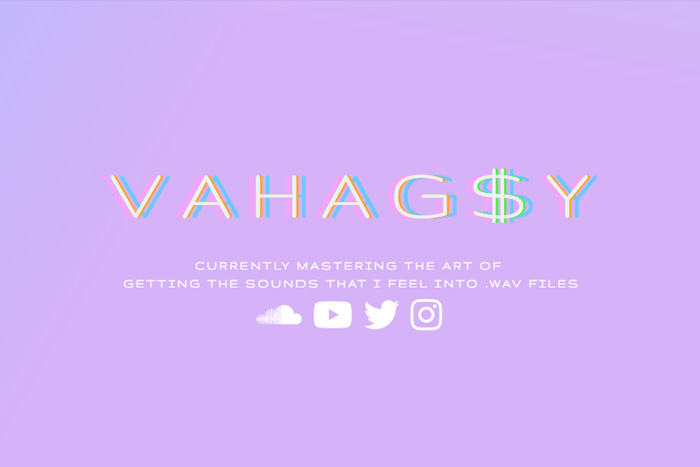 VAHAG$Y
CURRENTLY MASTERING THE ART OF
GETTING THE SOUNDS THAT I FEEL INTO .WAV FILES